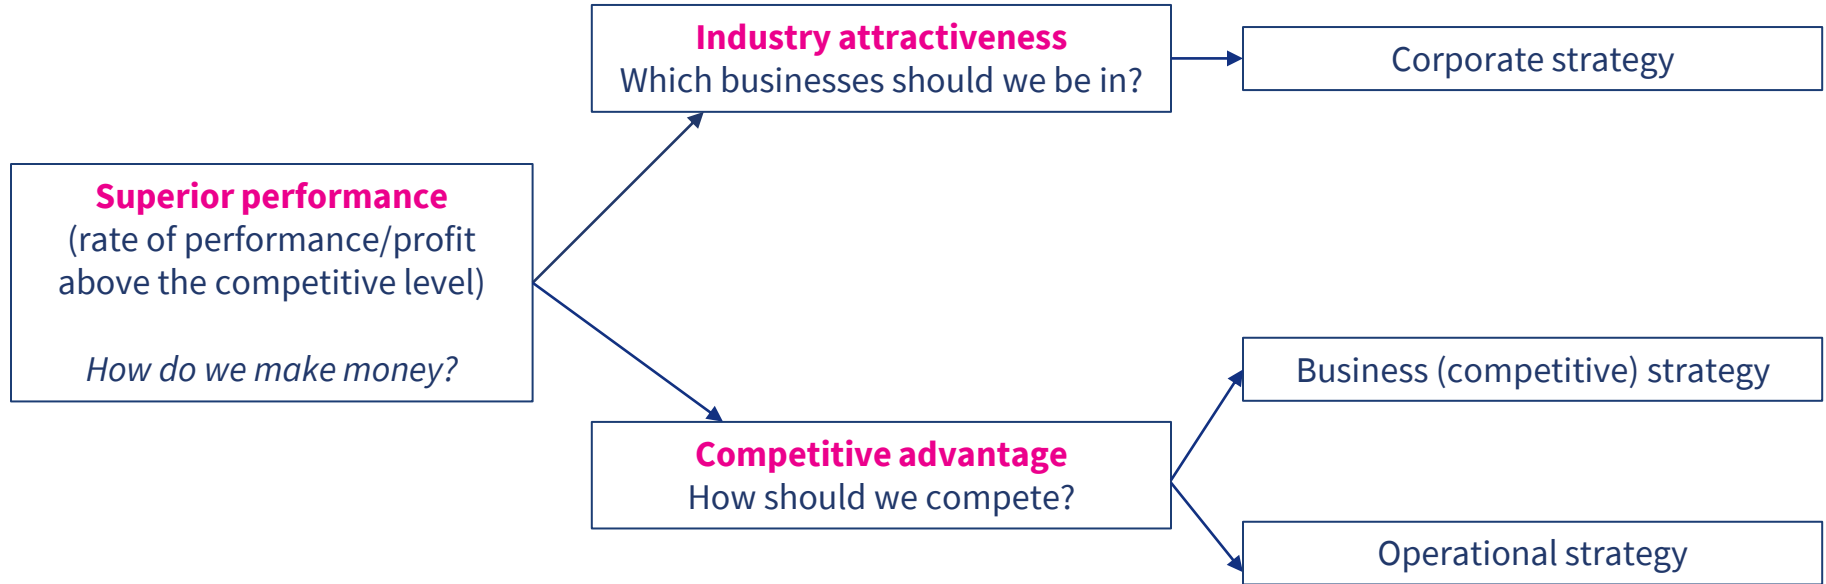 Industry attractiveness
Which businesses should we be in?
Corporate strategy
Superior performance
(rate of performance/profit
above the competitive level)
How do we make money?
Business (competitive) strategy
Competitive advantage
How should we compete?
Operational strategy